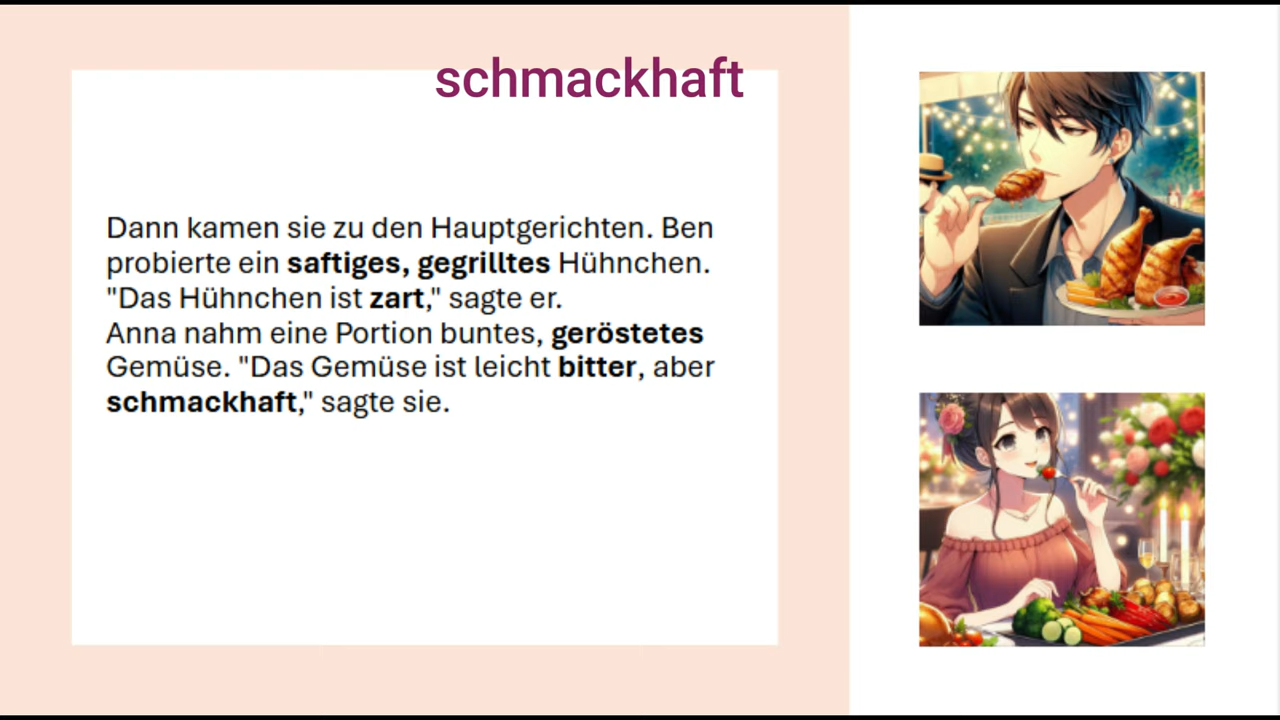 schmackhaft
Dann kamen sie zu den Hauptgerichten. Ben
probierte ein saftiges, gegrilltes Hühnchen.
"Das Hühnchen ist zart," sagte er.
Anna nahm eine Portion buntes, geröstetes
Gemüse. "Das Gemüse ist leicht bitter, aber
schmackhaft," sagte sie.